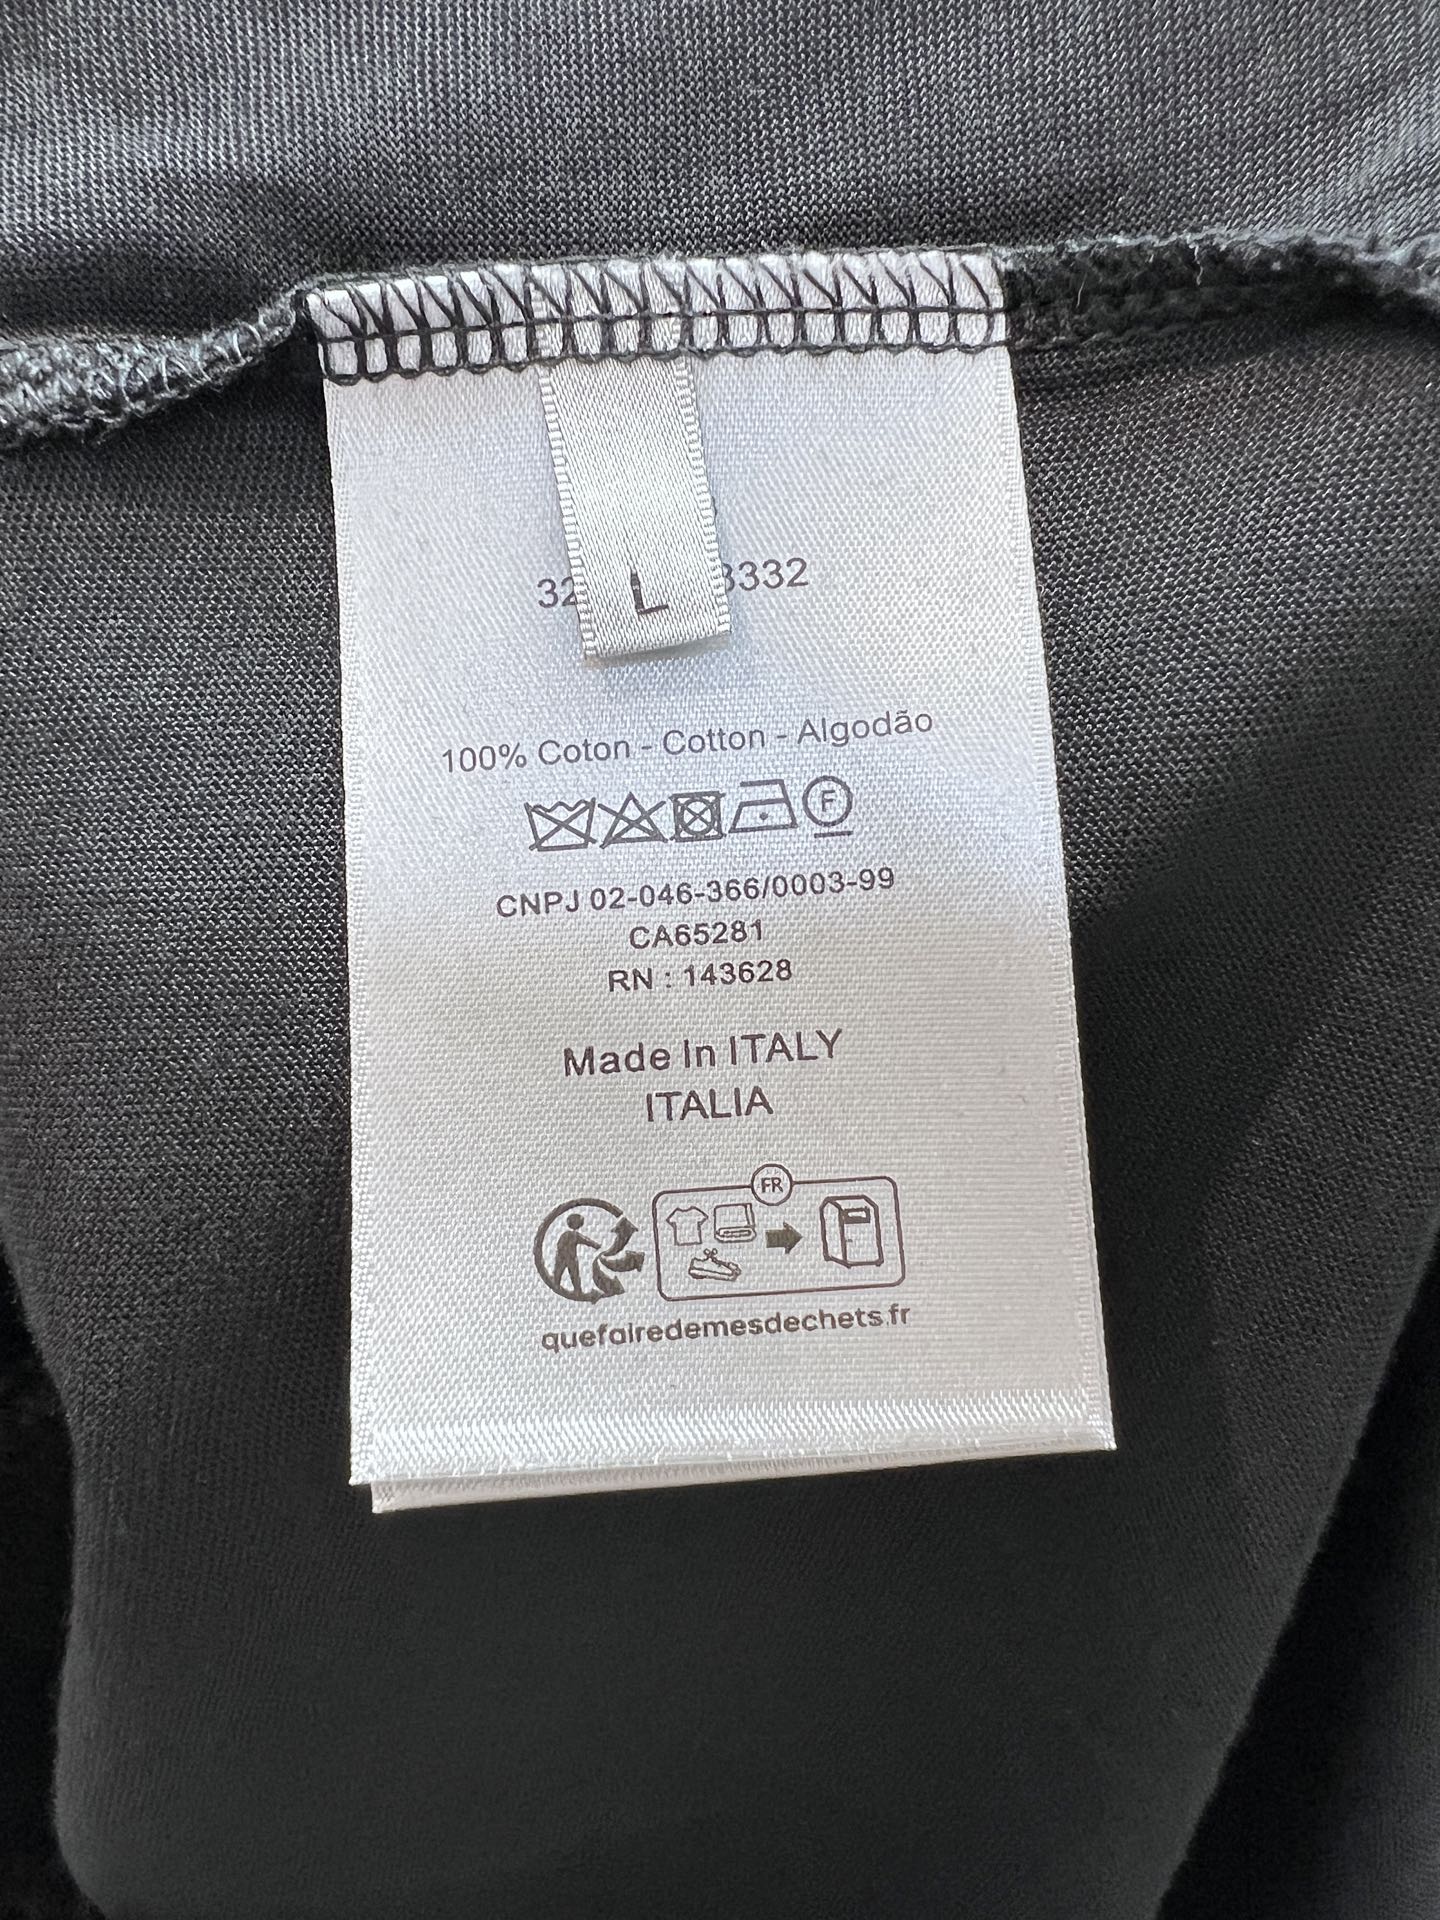 L
100% Coton - Cotton - Algodão
F
CNPJ 02-046-366/0003-99
CA65281
RN : 143628
Made In ITALY
ITALIA
FR
quefairedemesdechets.fr